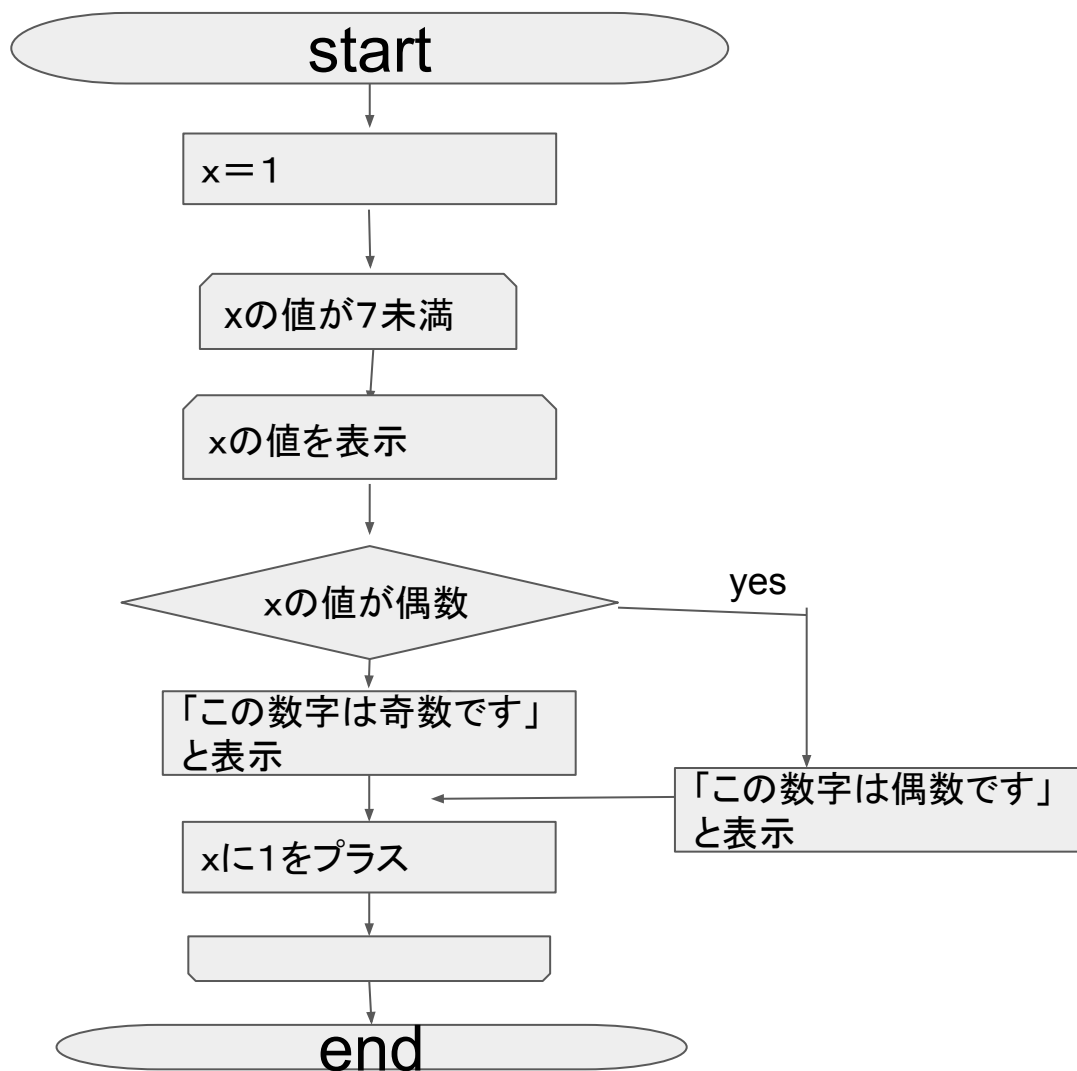 start
x＝１
xの値が７未満
xの値を表示
xの値が偶数
yes
「この数字は奇数です」
と表示
「この数字は偶数です」
と表示
xに１をプラス
end